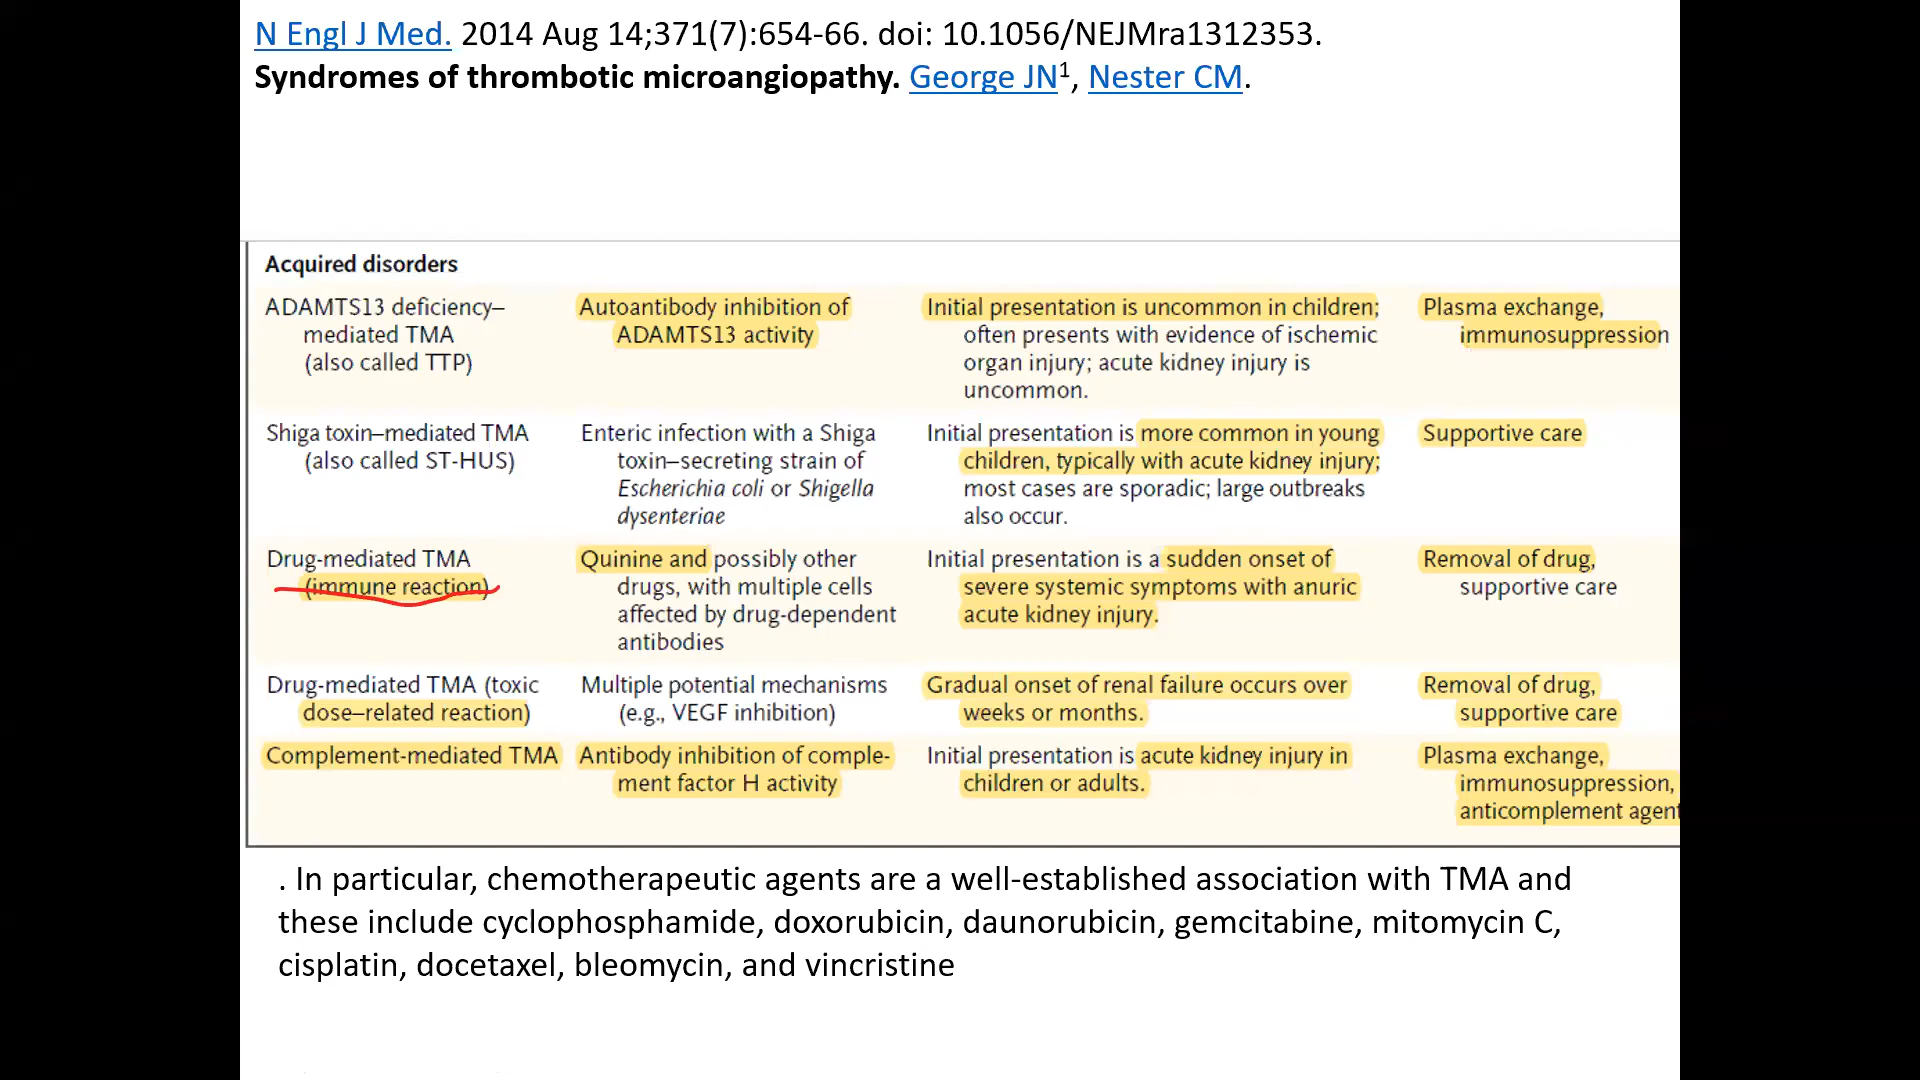 N Engl J Med. 2014 Aug 14;371(7):654-66. doi: 10.1056/NEJMra1312353.
Syndromes of thrombotic microangiopathy. George JN1, Nester CM.
Acquired disorders
ADAMTS13 deficiency–
mediated TMA
(also called TTP)
Autoantibody inhibition of
ADAMTS13 activity
Initial presentation is uncommon in children;
often presents with evidence of ischemic
organ injury; acute kidney injury is
uncommon.
Plasma exchange,
immunosuppression
Shiga toxin–mediated TMA
(also called ST-HUS)
Enteric infection with a Shiga
toxin–secreting strain of
Escherichia coli or Shigella
dysenteriae
Initial presentation is more common in young
children, typically with acute kidney injury;
most cases are sporadic; large outbreaks
also occur.
Supportive care
Drug-mediated TMA
(immune reaction)
Quinine and possibly other
drugs, with multiple cells
affected by drug-dependent
antibodies
Initial presentation is a sudden onset of
severe systemic symptoms with anuric
acute kidney injury.
Removal of drug,
supportive care
Drug-mediated TMA (toxic
dose–related reaction)
Multiple potential mechanisms
(e.g., VEGF inhibition)
Gradual onset of renal failure occurs over
weeks or months.
Removal of drug,
supportive care
Complement-mediated TMA
Antibody inhibition of comple-
ment factor H activity
Initial presentation is acute kidney injury in
children or adults.
Plasma exchange,
immunosuppression,
anticomplement agent
. In particular, chemotherapeutic agents are a well-established association with TMA and
these include cyclophosphamide, doxorubicin, daunorubicin, gemcitabine, mitomycin C,
cisplatin, docetaxel, bleomycin, and vincristine